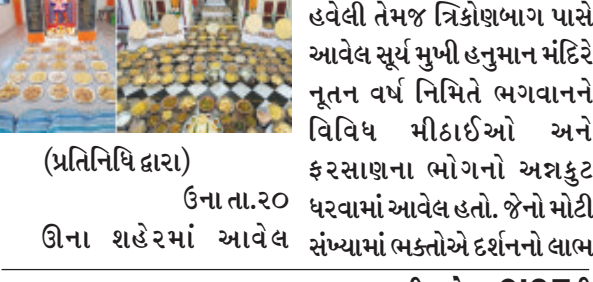 (પ્રતિનિધિ દ્વારા)
ઉના તા.૨૦
ઊના શહેરમાં આવેલ
હવેલી તેમજ ત્રિકોણબાગ પાસે
આવેલ સૂર્ય મુખી હનુમાન મંદિરે
નૂતન વર્ષ નિમિતે ભગવાનને
વિવિધ મીઠાઈઓ અને
ફરસાણના ભોગનો અન્નકુટ
ધરવામાં આવેલ હતો. જેનો મોટી
સંખ્યામાં ભક્તોએ દર્શનનો લાભ